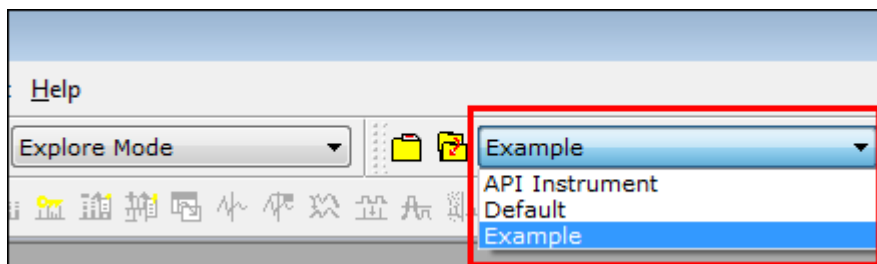 Help
Explore Mode
Example
API Instrument
Default
Example